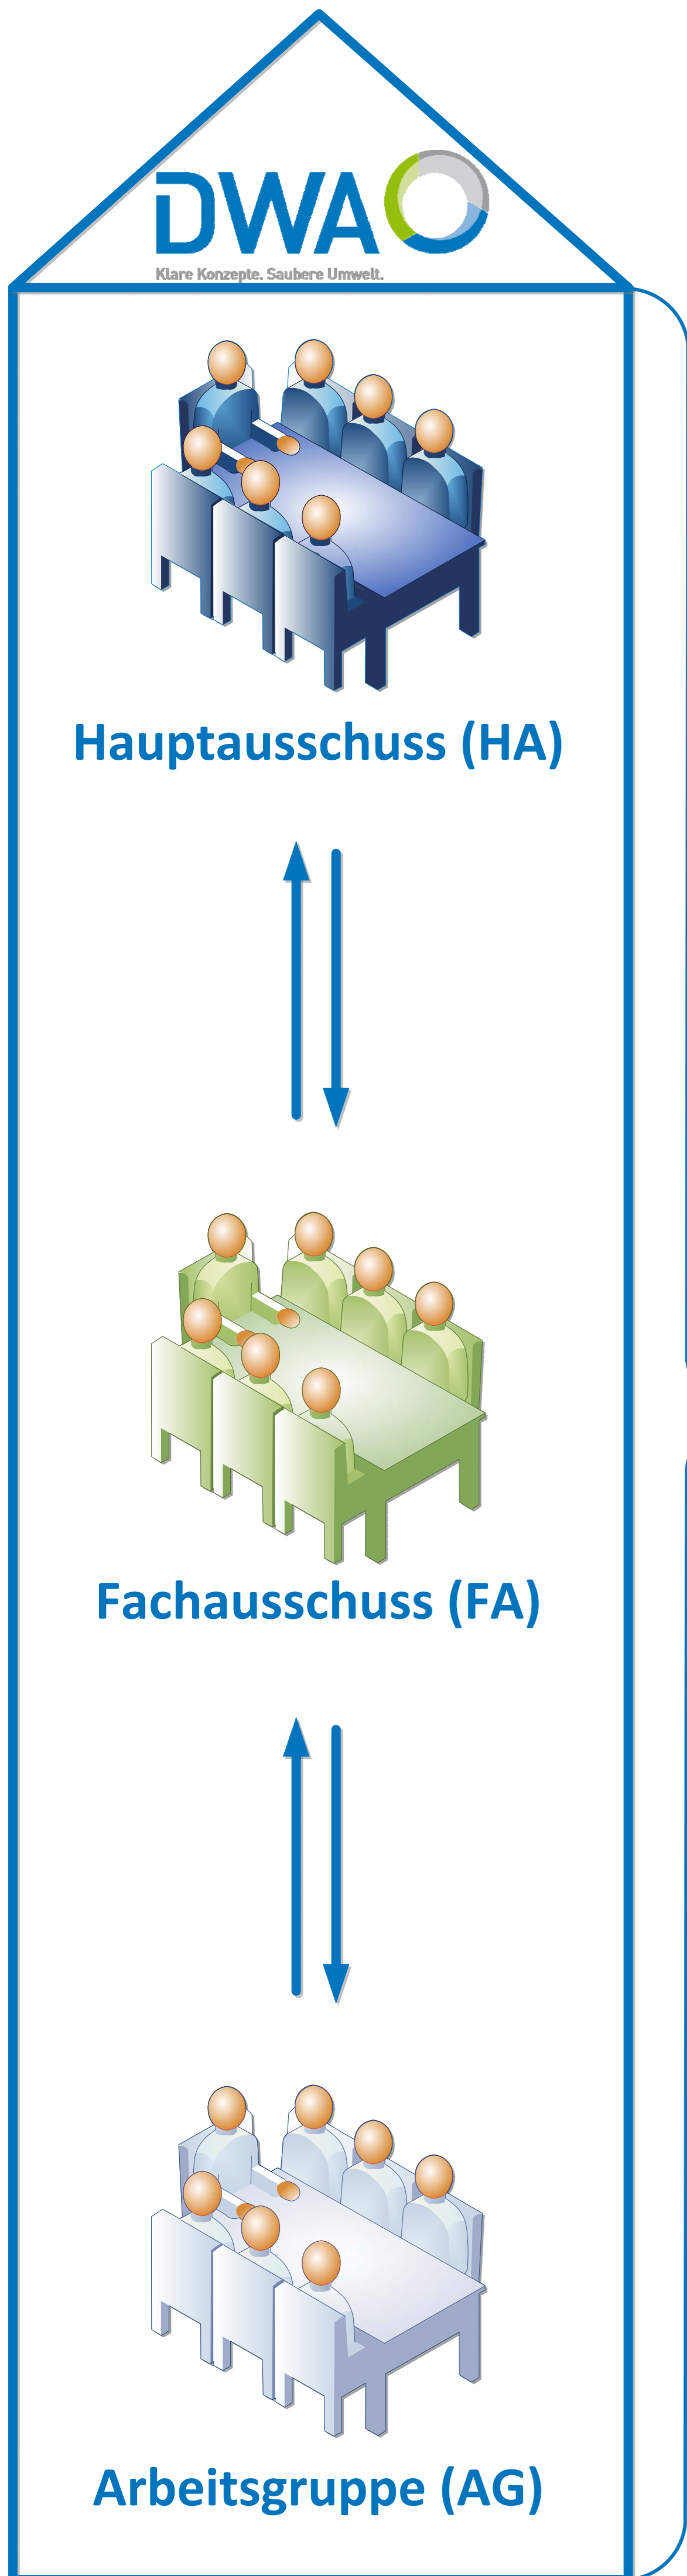 DWA
Klare Konzepte. Saubere Umwelt.
Hauptausschuss (HA)
Fachausschuss (FA)
Arbeitsgruppe (AG)